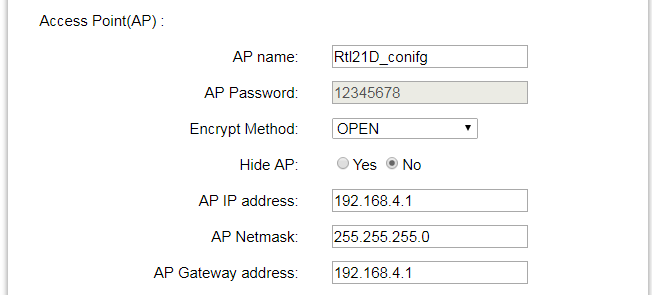 Access Point(AP) :
AP name: Rtl21D_conifg
AP Password: 12345678
Encrypt Method: OPEN
Hide AP: Yes No
AP IP address: 192.168.4.1
AP Netmask: 255.255.255.0
AP Gateway address: 192.168.4.1